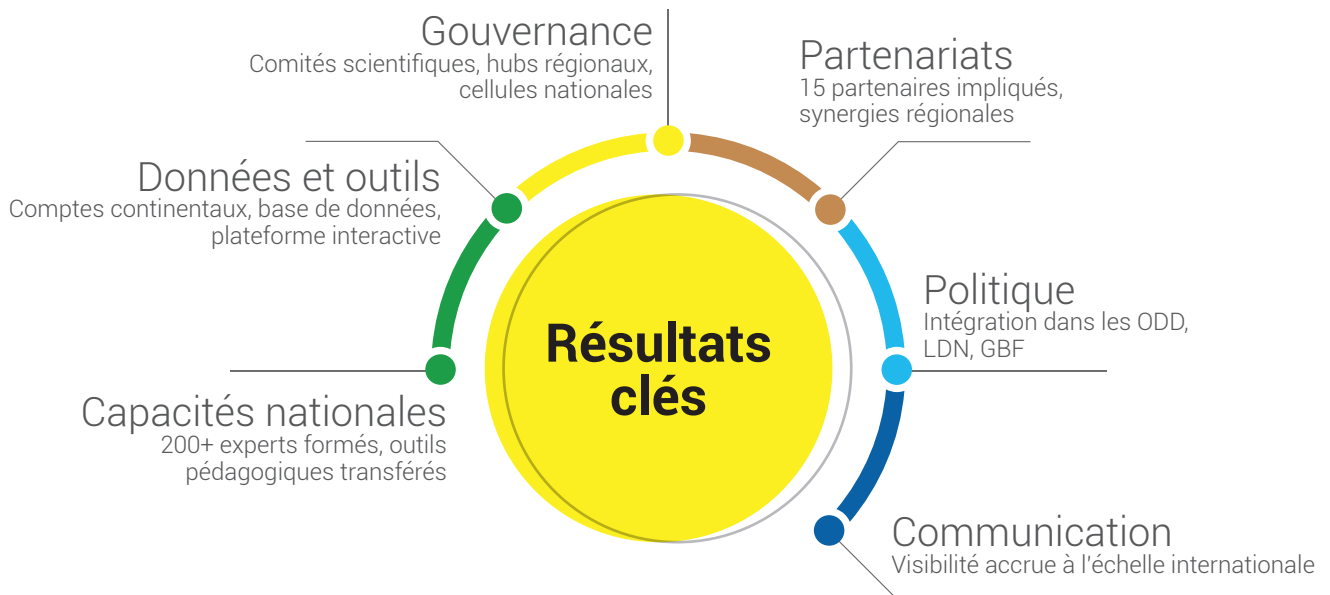 Gouvernance
Comités scientifiques, hubs régionaux,
cellules nationales
Partenariats
15 partenaires impliqués,
synergies régionales
Données et outils
Comptes continentaux, base de données,
plateforme interactive
Politique
Intégration dans les ODD,
LDN, GBF
Résultats
clés
Capacités nationales
200+ experts formés, outils
pédagogiques transférés
Communication
Visibilité accrue à l'échelle internationale